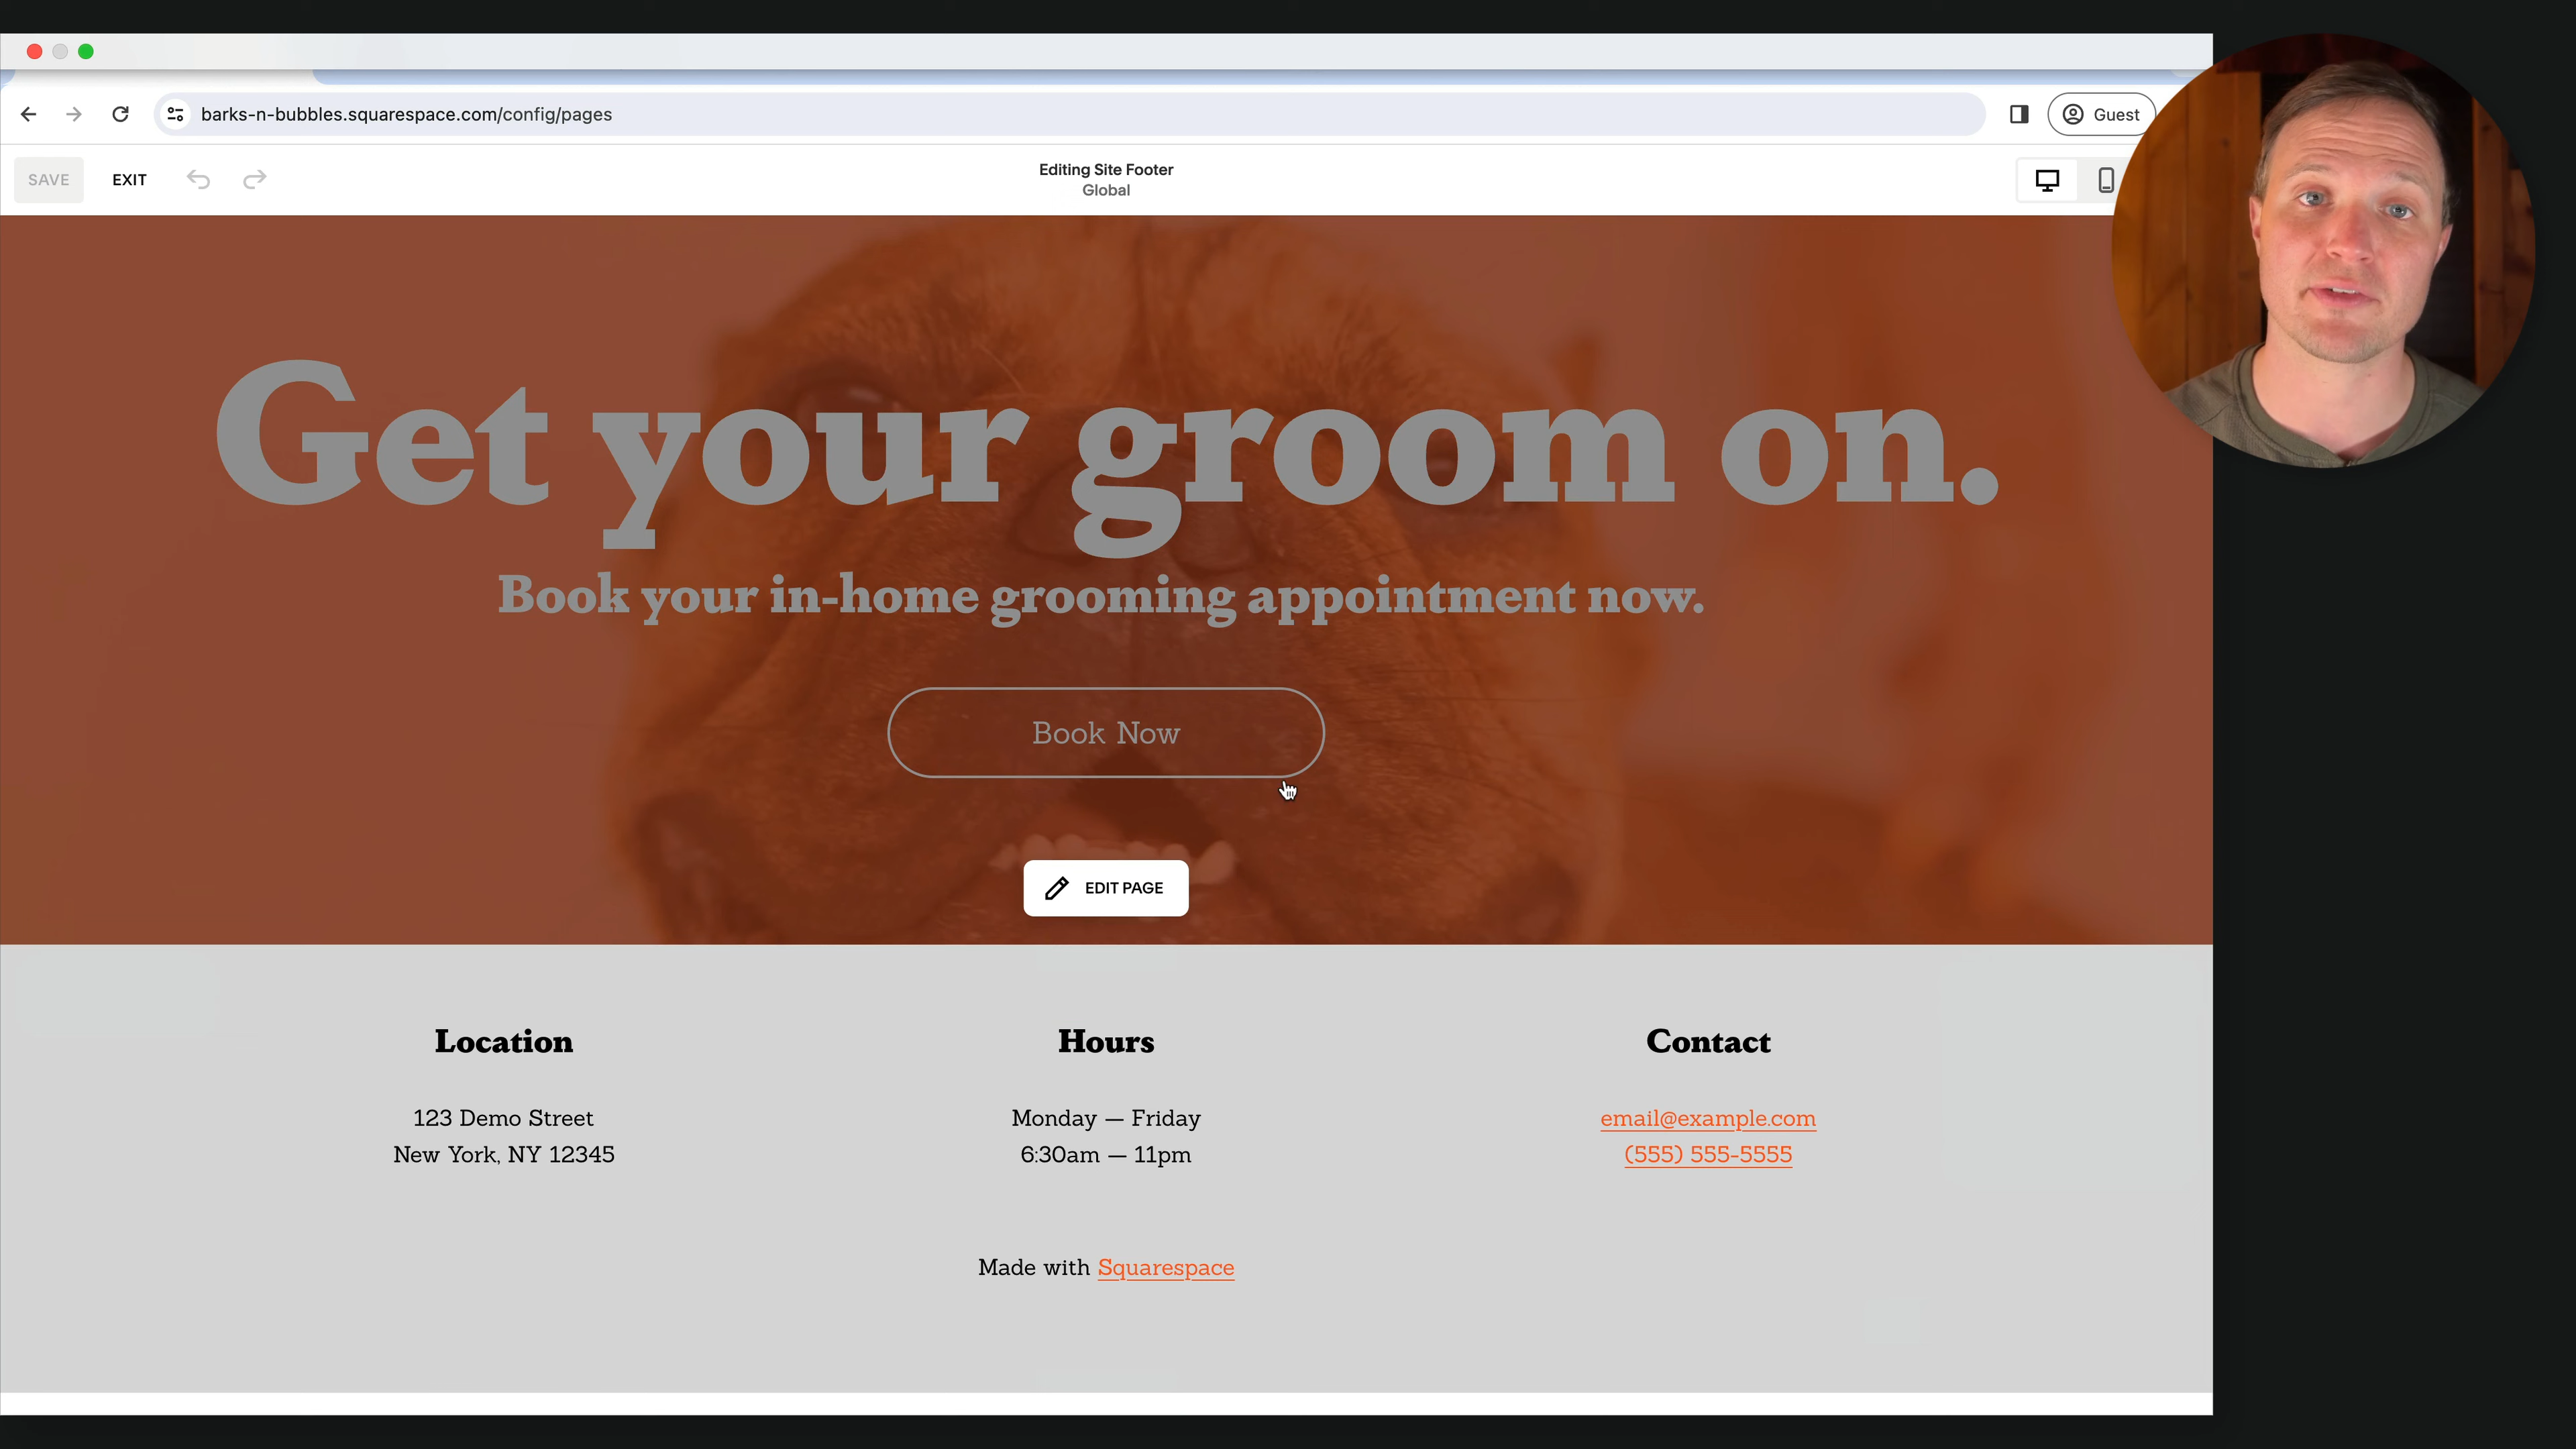 barks-n-bubbles.squarespace.com/config/pages
Guest
SAVE
EXIT
Editing Site Footer
Global
Get your groom on.
Book your in-home grooming appointment now.
Book Now
EDIT PAGE
Location
123 Demo Street
New York, NY 12345
Hours
Monday — Friday
6:30am — 11pm
Contact
email@example.com
(555) 555-5555
Made with Squarespace